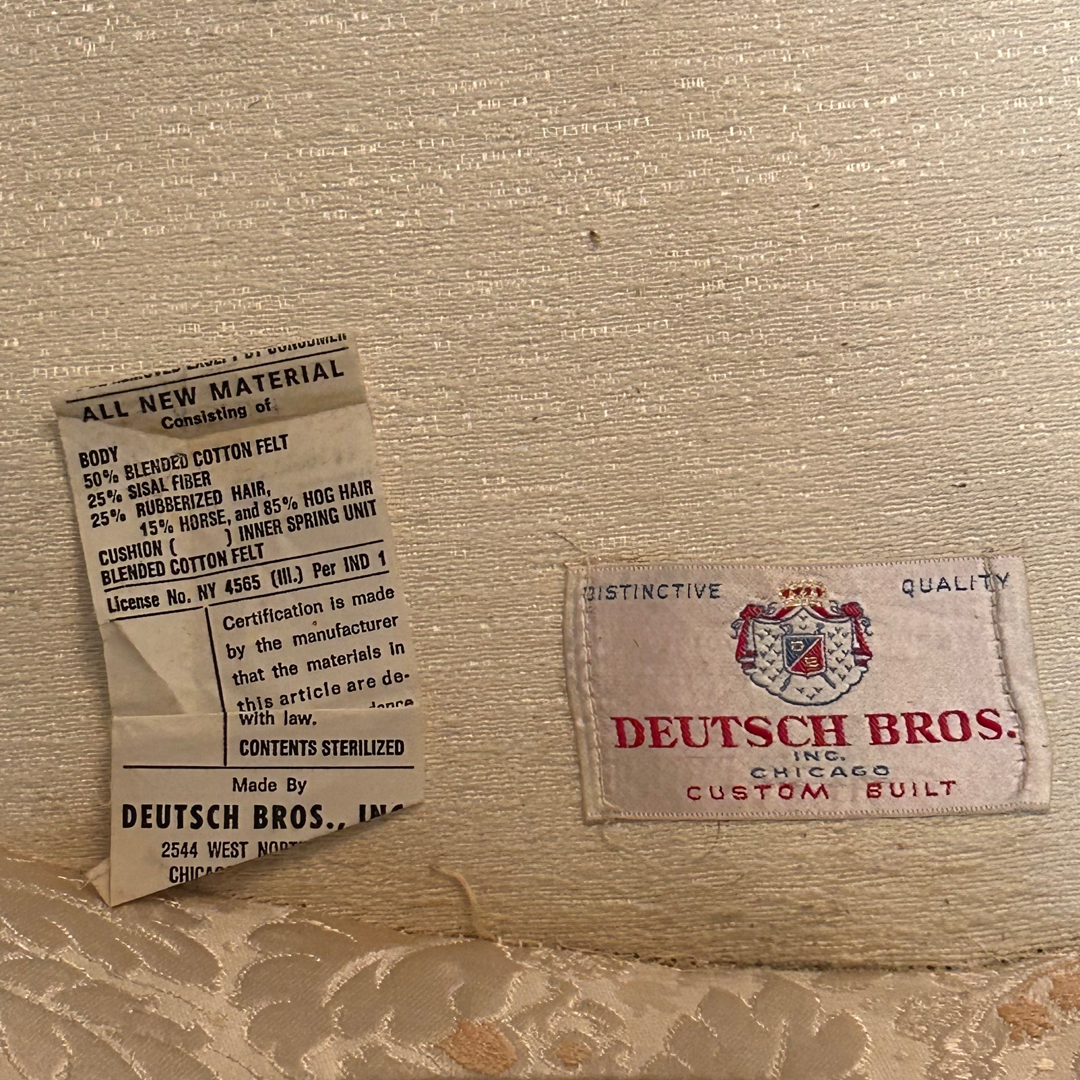 ALL NEW MATERIAL
Consisting of
BODY
50% BLENDED COTTON FELT
25% SISAL FIBER
25% RUBBERIZED HAIR,
15% HORSE, and 85% HOG HAIR
CUSHION ( ) INNER SPRING UNIT
BLENDED COTTON FELT
License No. NY 4565 (Ill.) Per IND 1
Certification is made
by the manufacturer
that the materials in
this article are de-
with law.
CONTENTS STERILIZED
Made By
DEUTSCH BROS., INC
2544 WEST
DISTINCTIVE QUALITY
DEUTSCH BROS.
INC.
CHICAGO
CUSTOM BUILT